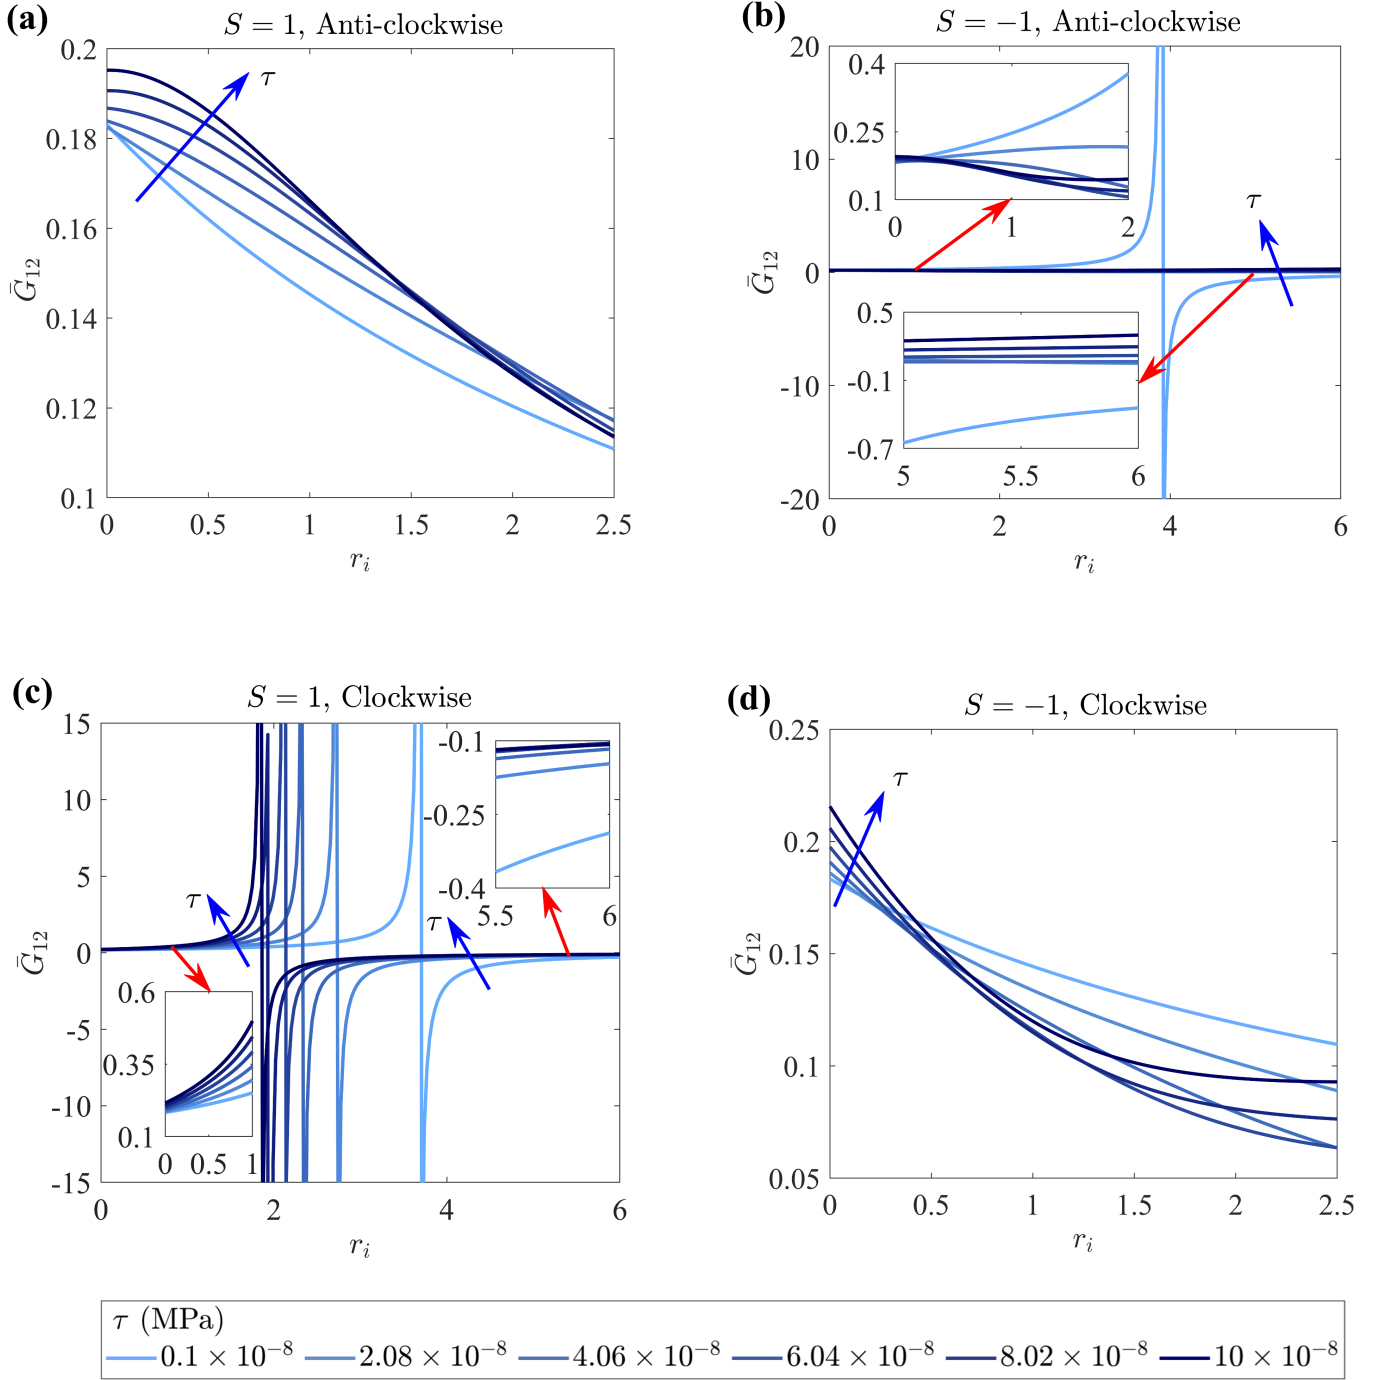 (a)
S = 1, Anti-clockwise
0.2
0.18
0.16
0.14
0.12
0.1
Ḡ12
τ
0 0.5 1 1.5 2 2.5
ri
(b)
S = −1, Anti-clockwise
20
10
0
-10
-20
Ḡ12
0.4
0.25
0.1
0 1 2
τ
0.5
-0.1
-0.7
5 5.5 6
0 2 4 6
ri
(c)
S = 1, Clockwise
15
10
5
0
-5
-10
-15
Ḡ12
-0.1
-0.25
-0.4
5.5 6
τ
τ
0.6
0.35
0.1
0 0.5 1
0 2 4 6
ri
(d)
S = −1, Clockwise
0.25
0.2
0.15
0.1
0.05
Ḡ12
τ
0 0.5 1 1.5 2 2.5
ri
τ (MPa)
0.1 × 10⁻⁸ 2.08 × 10⁻⁸ 4.06 × 10⁻⁸ 6.04 × 10⁻⁸ 8.02 × 10⁻⁸ 10 × 10⁻⁸